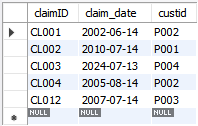 claimID claim_date custid
CL001 2002-06-14 P002
CL002 2010-07-14 P001
CL003 2024-07-13 P004
CL004 2005-08-14 P002
CL012 2007-07-14 P003
NULL NULL NULL